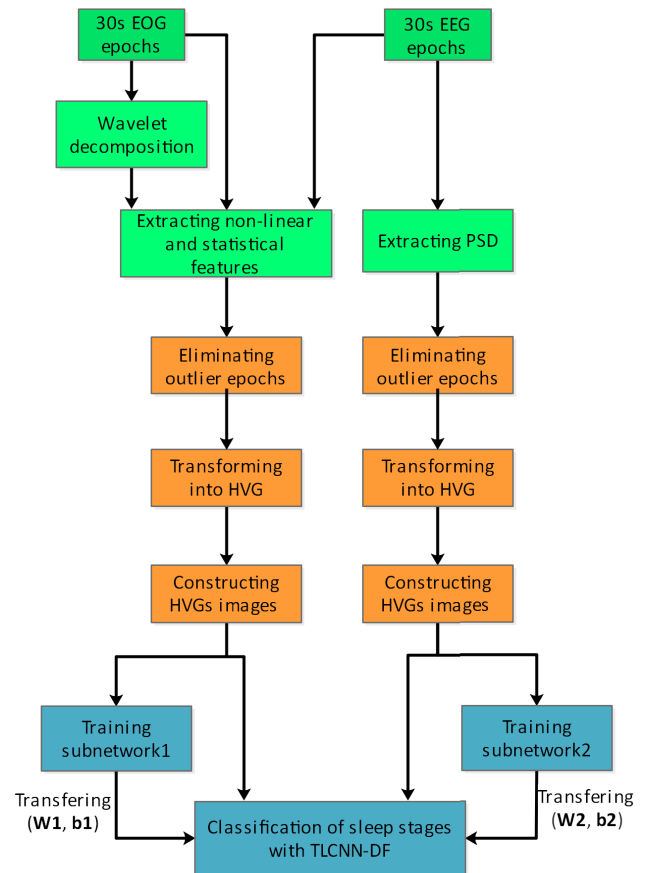 30s EOG
epochs
30s EEG
epochs
Wavelet
decomposition
Extracting non-linear
and statistical
features
Extracting PSD
Eliminating
outlier epochs
Eliminating
outlier epochs
Transforming
into HVG
Transforming
into HVG
Constructing
HVGs images
Constructing
HVGs images
Training
subnetwork1
Training
subnetwork2
Transfering
(W1, b1)
Transfering
(W2, b2)
Classification of sleep stages
with TLCNN-DF